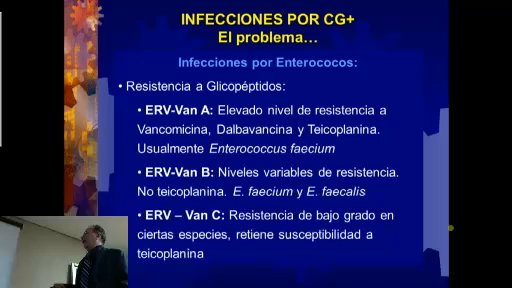 INFECCIONES POR CG+
El problema…
Infecciones por Enterococos:
• Resistencia a Glicopéptidos:
• ERV-Van A: Elevado nivel de resistencia a
Vancomicina, Dalbavancina y Teicoplanina.
Usualmente Enterococcus faecium
• ERV-Van B: Niveles variables de resistencia.
No teicoplanina. E. faecium y E. faecalis
• ERV – Van C: Resistencia de bajo grado en
ciertas especies, retiene susceptibilidad a
teicoplanina